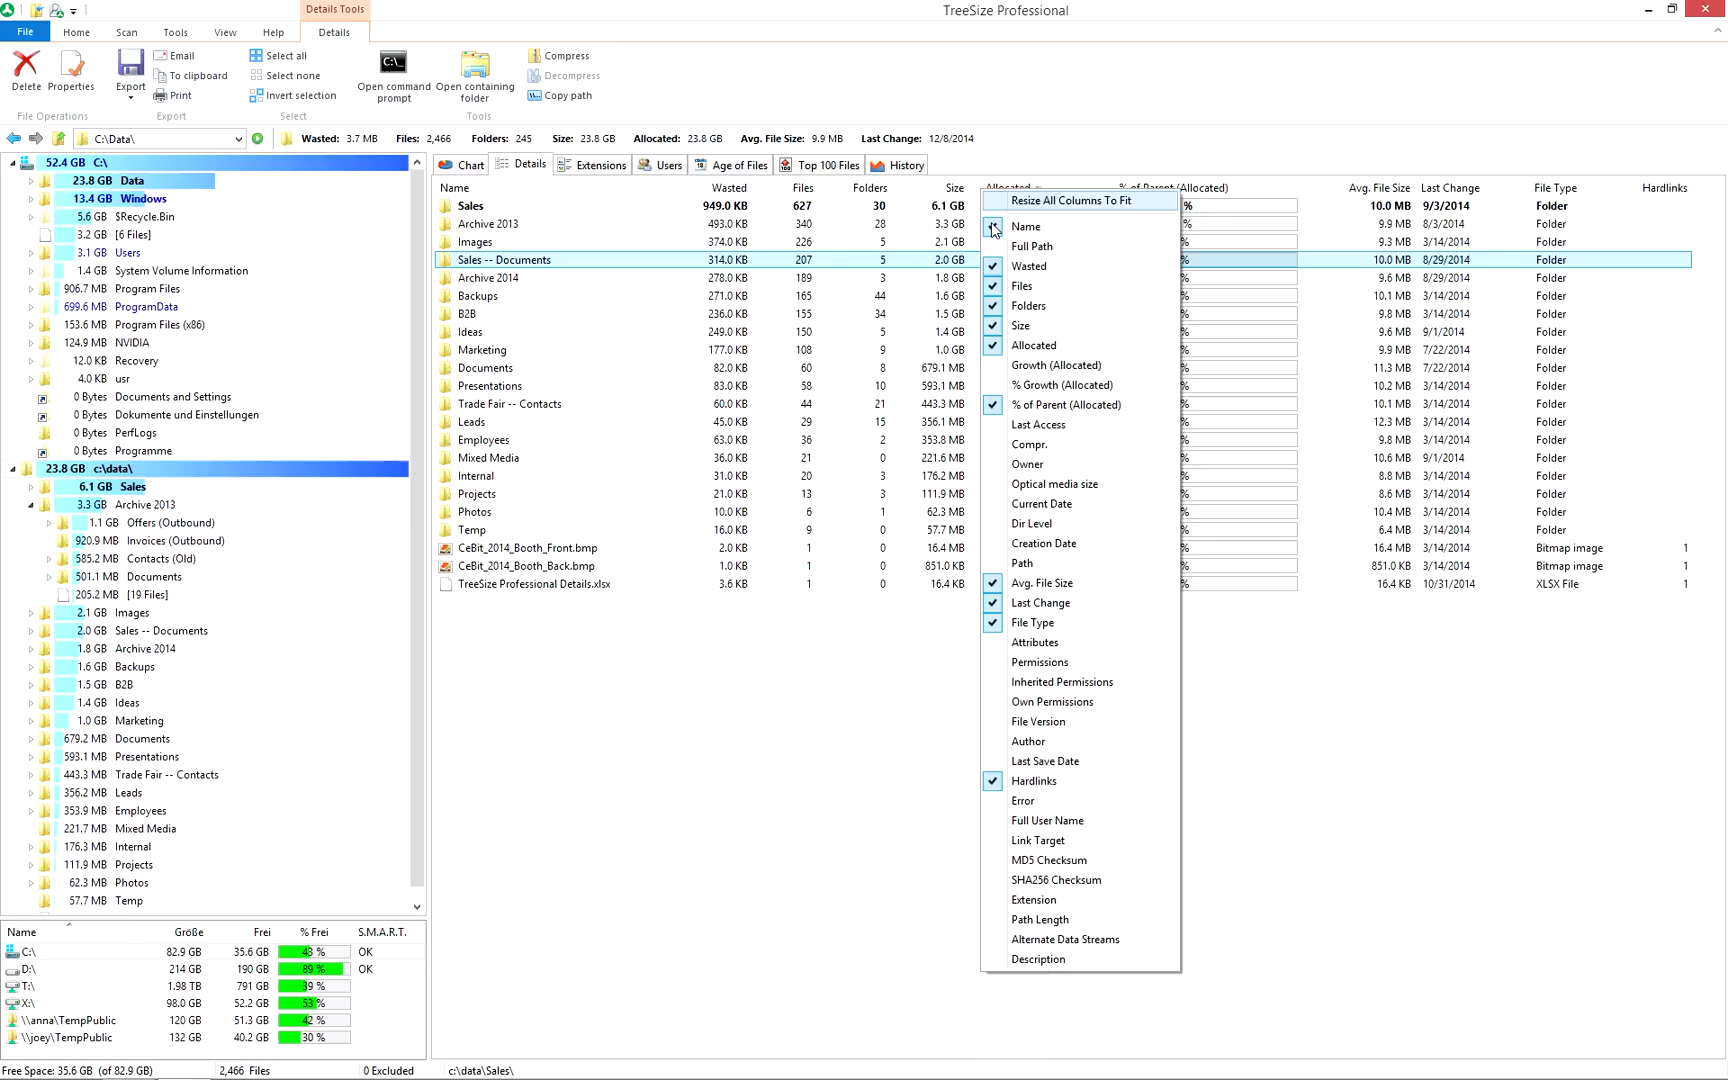 Details Tools
TreeSize Professional
File Home Scan Tools View Help Details
Delete Properties Export Email To clipboard Print
Select all Select none Invert selection
Open command prompt Open containing folder
Compress Decompress Copy path
File Operations Export Select Tools
C:\Data\ Wasted: 3.7 MB Files: 2,466 Folders: 245 Size: 23.8 GB Allocated: 23.8 GB Avg. File Size: 9.9 MB Last Change: 12/8/2014
52.4 GB C:\
23.8 GB Data
13.4 GB Windows
5.6 GB $Recycle.Bin
3.2 GB [6 Files]
3.1 GB Users
1.4 GB System Volume Information
906.7 MB Program Files
699.6 MB ProgramData
153.6 MB Program Files (x86)
124.9 MB NVIDIA
12.0 KB Recovery
4.0 KB usr
0 Bytes Documents and Settings
0 Bytes Dokumente und Einstellungen
0 Bytes PerfLogs
0 Bytes Programme
23.8 GB c:\data\
6.1 GB Sales
3.3 GB Archive 2013
1.1 GB Offers (Outbound)
920.9 MB Invoices (Outbound)
585.2 MB Contacts (Old)
501.1 MB Documents
205.2 MB [19 Files]
2.1 GB Images
2.0 GB Sales -- Documents
1.8 GB Archive 2014
1.6 GB Backups
1.5 GB B2B
1.4 GB Ideas
1.0 GB Marketing
679.2 MB Documents
593.1 MB Presentations
443.3 MB Trade Fair -- Contacts
356.2 MB Leads
353.9 MB Employees
221.7 MB Mixed Media
176.3 MB Internal
111.9 MB Projects
62.3 MB Photos
57.7 MB Temp
Name Größe Frei % Frei S.M.A.R.T.
C:\ 82.9 GB 35.6 GB 43 % OK
D:\ 214 GB 190 GB 89 % OK
T:\ 1.98 TB 791 GB 39 %
X:\ 98.0 GB 52.2 GB 53 %
\\anna\TempPublic 120 GB 51.3 GB 42 %
\\joey\TempPublic 132 GB 40.2 GB 30 %
Chart Details Extensions Users Age of Files Top 100 Files History
Name Wasted Files Folders Size Allocated % of Parent (Allocated) Avg. File Size Last Change File Type Hardlinks
Sales 949.0 KB 627 30 6.1 GB % 10.0 MB 9/3/2014 Folder
Archive 2013 493.0 KB 340 28 3.3 GB % 9.9 MB 8/3/2014 Folder
Images 374.0 KB 226 5 2.1 GB % 9.3 MB 3/14/2014 Folder
Sales -- Documents 314.0 KB 207 5 2.0 GB % 10.0 MB 8/29/2014 Folder
Archive 2014 278.0 KB 189 3 1.8 GB % 9.6 MB 8/29/2014 Folder
Backups 271.0 KB 165 44 1.6 GB % 10.1 MB 3/14/2014 Folder
B2B 236.0 KB 155 34 1.5 GB % 9.8 MB 3/14/2014 Folder
Ideas 249.0 KB 150 5 1.4 GB % 9.6 MB 9/1/2014 Folder
Marketing 177.0 KB 108 9 1.0 GB % 9.9 MB 7/22/2014 Folder
Documents 82.0 KB 60 8 679.1 MB % 11.3 MB 7/22/2014 Folder
Presentations 83.0 KB 58 10 593.1 MB % 10.2 MB 3/14/2014 Folder
Trade Fair -- Contacts 60.0 KB 44 21 443.3 MB % 10.1 MB 3/14/2014 Folder
Leads 45.0 KB 29 15 356.1 MB % 12.3 MB 3/14/2014 Folder
Employees 63.0 KB 36 2 353.8 MB % 9.8 MB 3/14/2014 Folder
Mixed Media 36.0 KB 21 0 221.6 MB % 10.6 MB 9/1/2014 Folder
Internal 31.0 KB 20 3 176.2 MB % 8.8 MB 3/14/2014 Folder
Projects 21.0 KB 13 3 111.9 MB % 8.6 MB 3/14/2014 Folder
Photos 10.0 KB 6 1 62.3 MB % 10.4 MB 3/14/2014 Folder
Temp 16.0 KB 9 0 57.7 MB % 6.4 MB 3/14/2014 Folder
CeBit_2014_Booth_Front.bmp 2.0 KB 1 0 16.4 MB % 16.4 MB 3/14/2014 Bitmap image 1
CeBit_2014_Booth_Back.bmp 1.0 KB 1 0 851.0 KB % 851.0 KB 3/14/2014 Bitmap image 1
TreeSize Professional Details.xlsx 3.6 KB 1 0 16.4 KB % 16.4 KB 10/31/2014 XLSX File 1
Resize All Columns To Fit
Name
Full Path
Wasted
Files
Folders
Size
Allocated
Growth (Allocated)
% Growth (Allocated)
% of Parent (Allocated)
Last Access
Compr.
Owner
Optical media size
Current Date
Dir Level
Creation Date
Path
Avg. File Size
Last Change
File Type
Attributes
Permissions
Inherited Permissions
Own Permissions
File Version
Author
Last Save Date
Hardlinks
Error
Full User Name
Link Target
MD5 Checksum
SHA256 Checksum
Extension
Path Length
Alternate Data Streams
Description
Free Space: 35.6 GB (of 82.9 GB) 2,466 Files 0 Excluded c:\data\Sales\